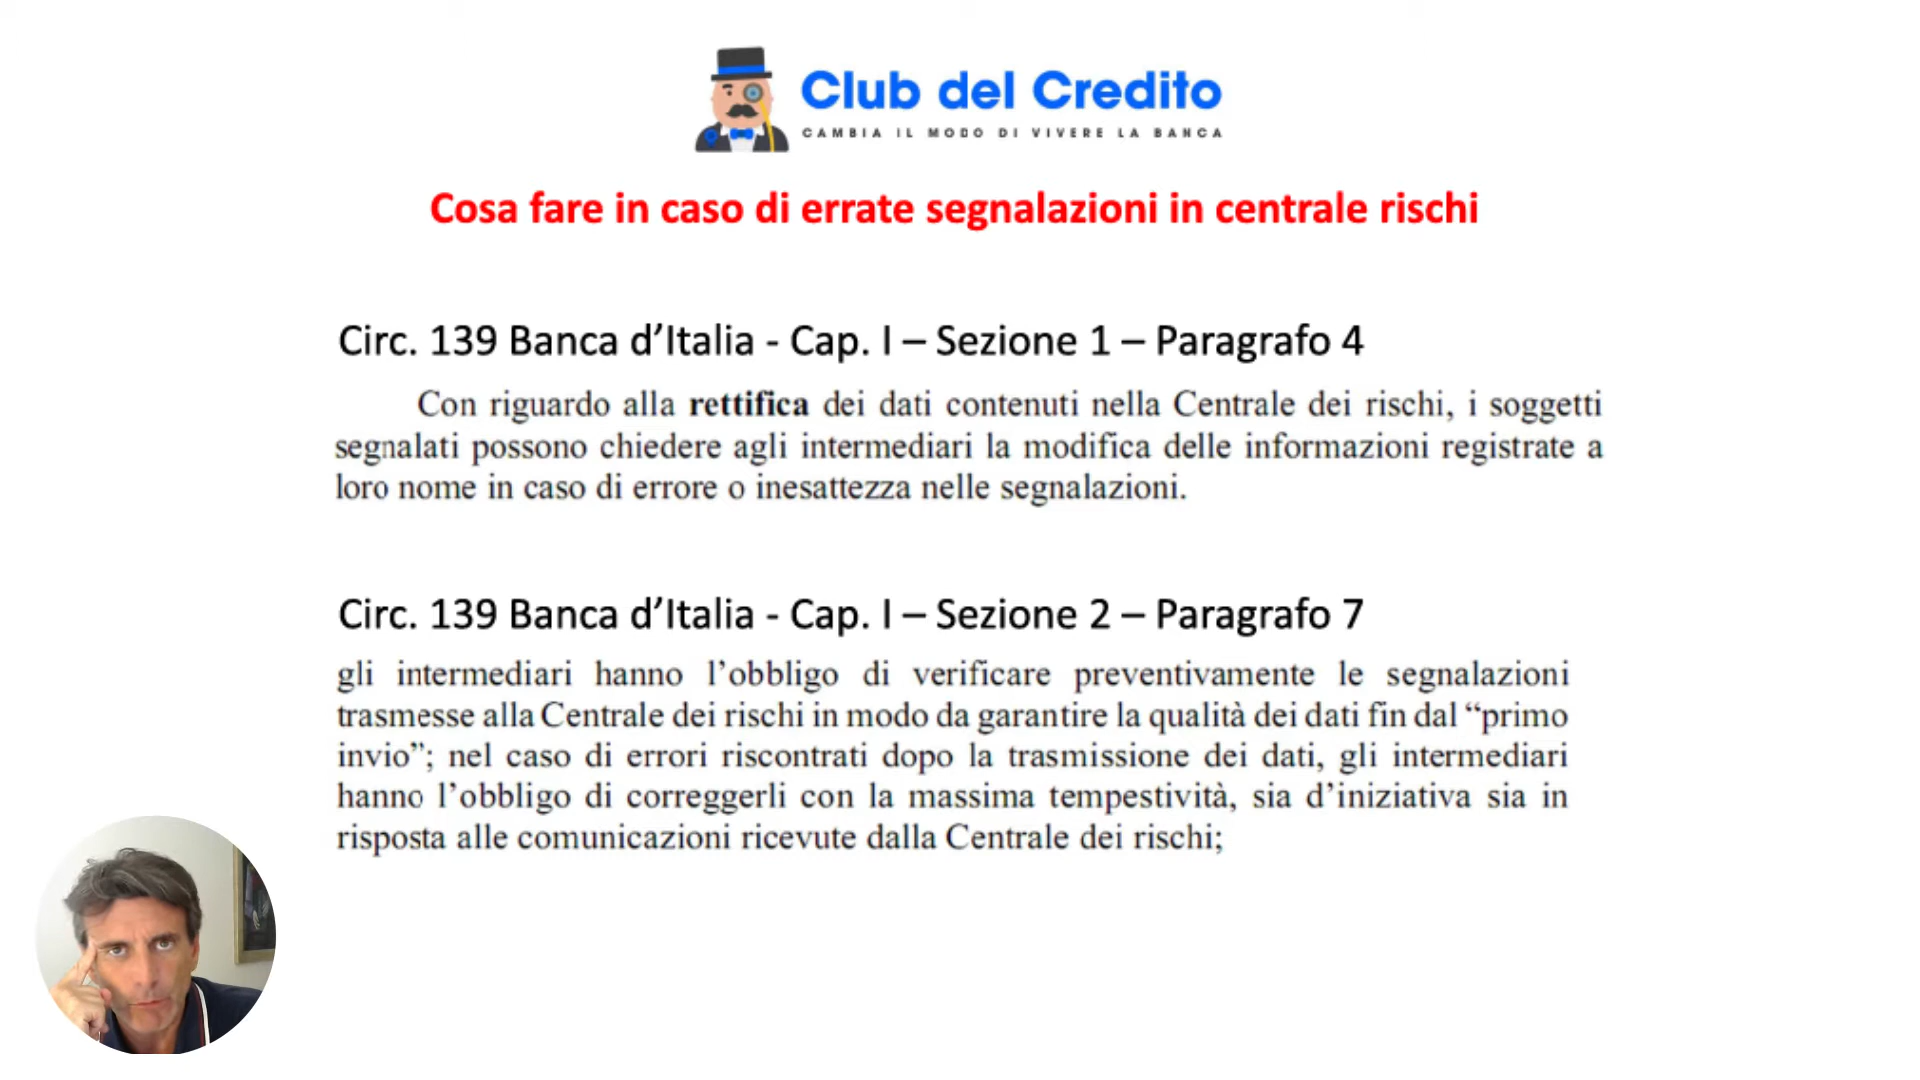 Club del Credito
CAMBIA IL MODO DI VIVERE LA BANCA
Cosa fare in caso di errate segnalazioni in centrale rischi
Circ. 139 Banca d’Italia - Cap. I – Sezione 1 – Paragrafo 4
Con riguardo alla rettifica dei dati contenuti nella Centrale dei rischi, i soggetti
segnalati possono chiedere agli intermediari la modifica delle informazioni registrate a
loro nome in caso di errore o inesattezza nelle segnalazioni.
Circ. 139 Banca d’Italia - Cap. I – Sezione 2 – Paragrafo 7
gli intermediari hanno l’obbligo di verificare preventivamente le segnalazioni
trasmesse alla Centrale dei rischi in modo da garantire la qualità dei dati fin dal “primo
invio”; nel caso di errori riscontrati dopo la trasmissione dei dati, gli intermediari
hanno l’obbligo di correggerli con la massima tempestività, sia d’iniziativa sia in
risposta alle comunicazioni ricevute dalla Centrale dei rischi;